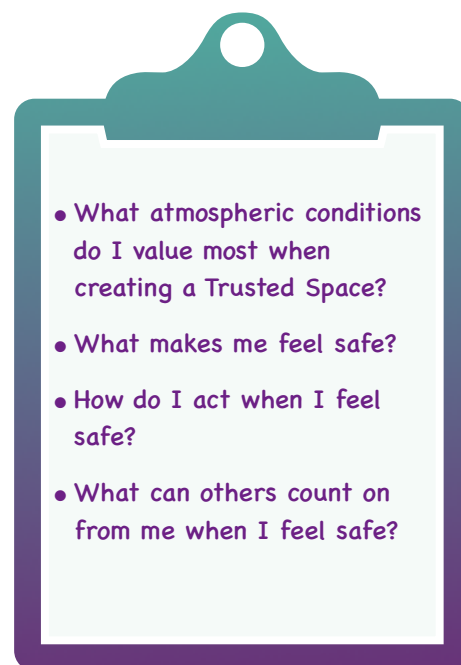 • What atmospheric conditions
do I value most when
creating a Trusted Space?
• What makes me feel safe?
• How do I act when I feel
safe?
• What can others count on
from me when I feel safe?